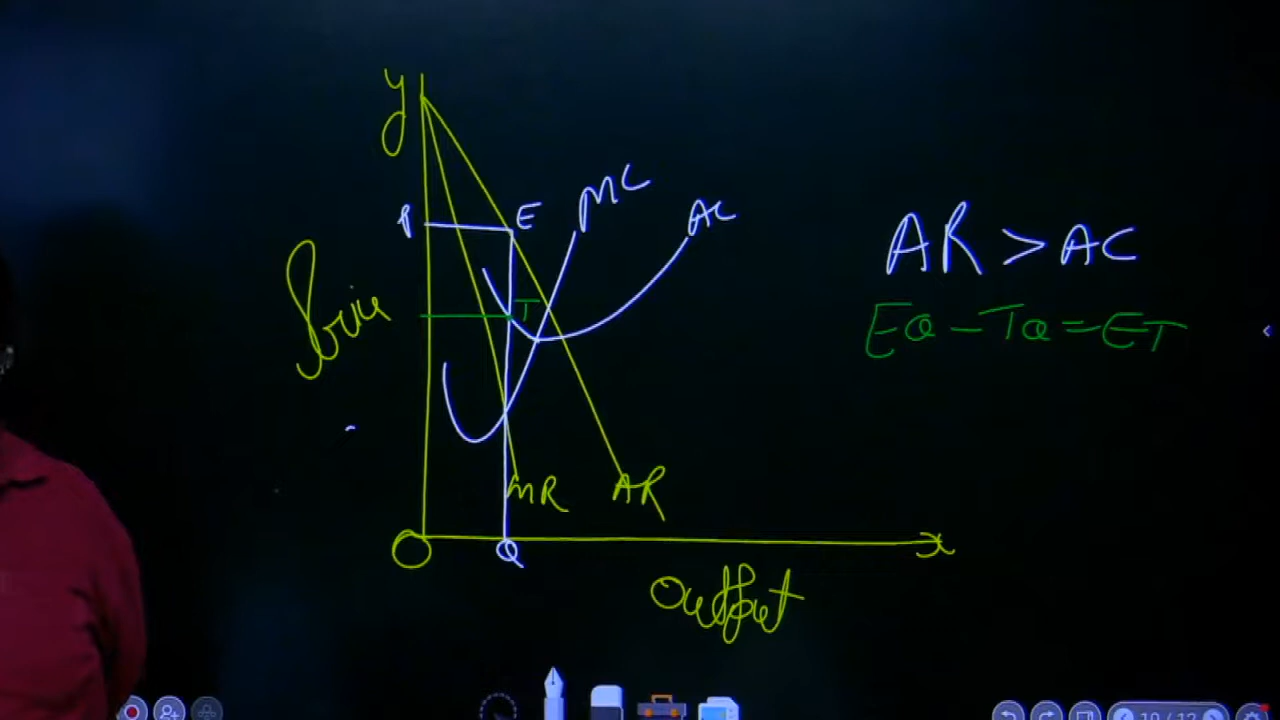 y
P E MC AC
AR > AC
T
EQ - TQ = ET
Price
MR AR
O Q x
Output